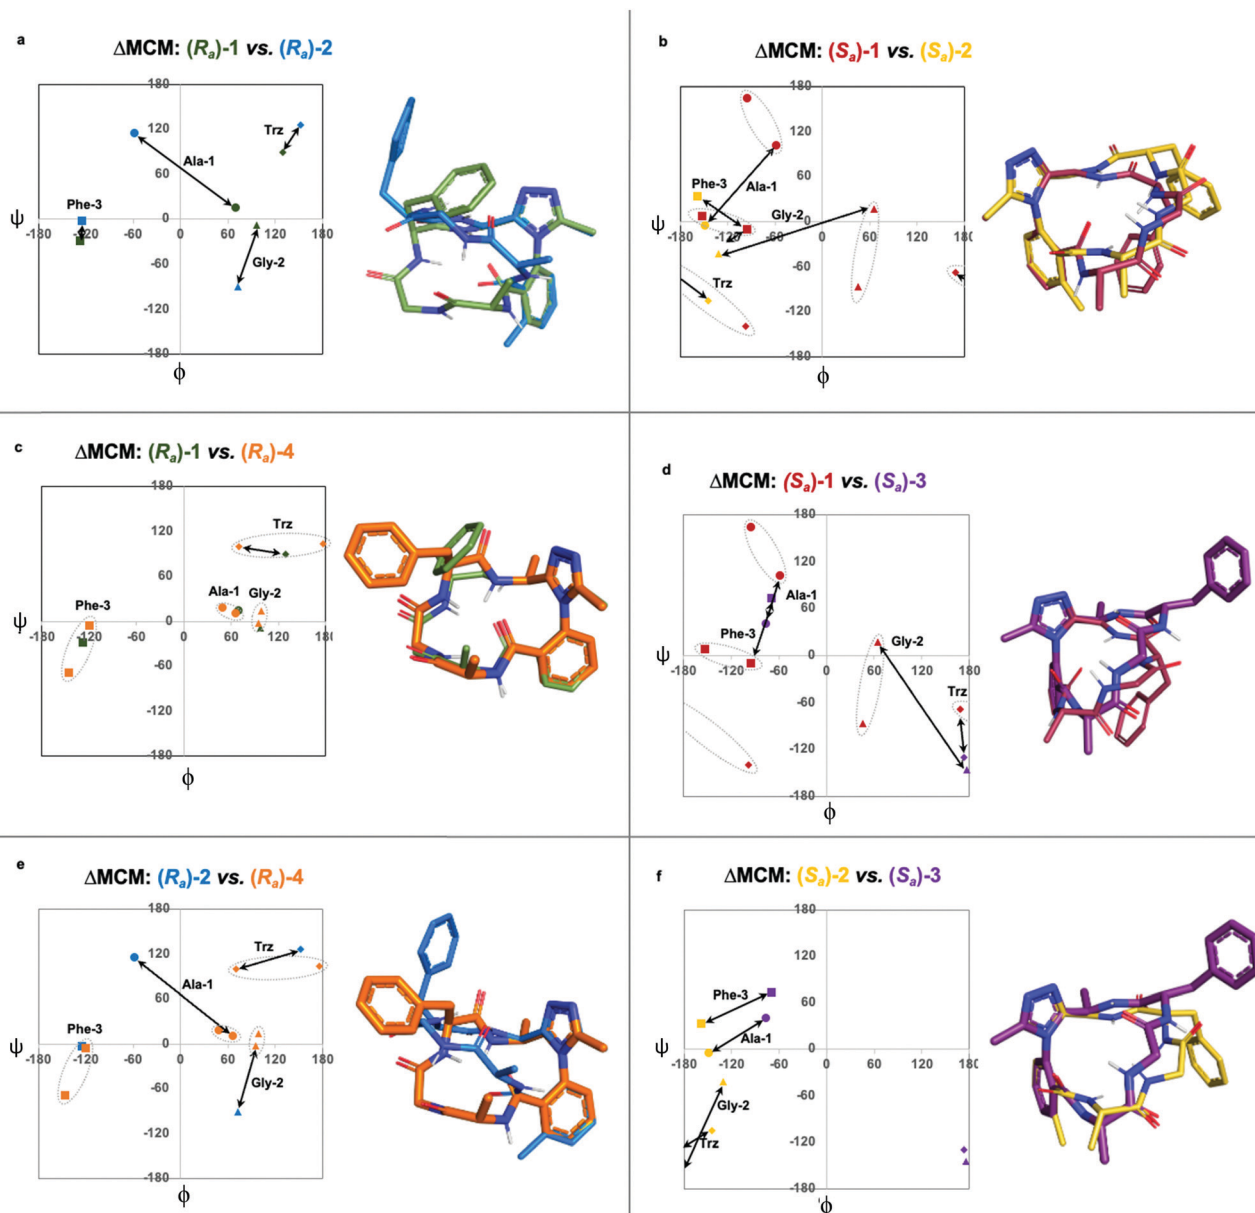 a
ΔMCM: (Ra)-1 vs. (Ra)-2
180
120
60
0
-180 -120 -60 0 60 120 180
-60
-120
-180
Trz
Ala-1
Phe-3
Gly-2
ψ
ϕ
b
ΔMCM: (Sa)-1 vs. (Sa)-2
180
120
60
0
-180 -120 -60 0 60 120 180
-60
-120
-180
Phe-3
Ala-1
Gly-2
Trz
ψ
ϕ
c
ΔMCM: (Ra)-1 vs. (Ra)-4
180
120
60
0
-180 -120 -60 0 60 120 180
-60
-120
-180
Trz
Ala-1 Gly-2
Phe-3
ψ
ϕ
d
ΔMCM: (Sa)-1 vs. (Sa)-3
180
120
60
0
-180 -120 -60 0 60 120 180
-60
-120
-180
Ala-1
Phe-3
Gly-2
Trz
ψ
ϕ
e
ΔMCM: (Ra)-2 vs. (Ra)-4
180
120
60
0
-180 -120 -60 0 60 120 180
-60
-120
-180
Trz
Ala-1
Phe-3
Gly-2
ψ
ϕ
f
ΔMCM: (Sa)-2 vs. (Sa)-3
180
120
60
0
-180 -120 -60 0 60 120 180
-60
-120
-180
Phe-3
Ala-1
Gly-2
Trz
ψ
ϕ